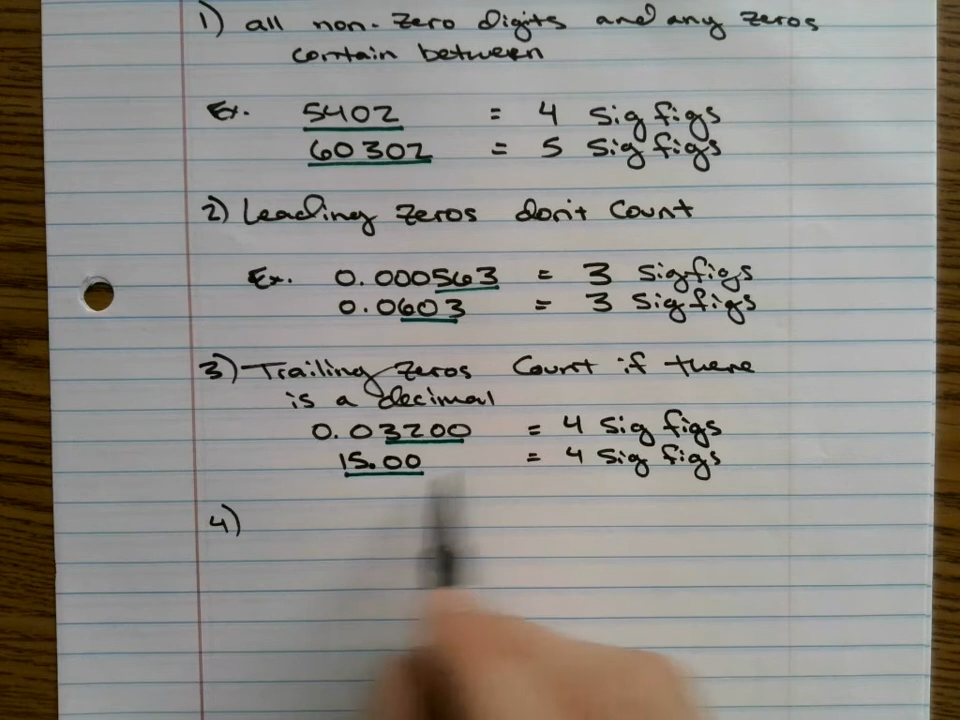 1) all non-zero digits and any zeros
contain between
Ex. 5402 = 4 sig figs
60302 = 5 sig figs
2) Leading zeros don't count
Ex. 0.000563 = 3 sig figs
0.0603 = 3 sig figs
3) Trailing zeros count if there
is a decimal
0.03200 = 4 sig figs
15.00 = 4 sig figs
4)